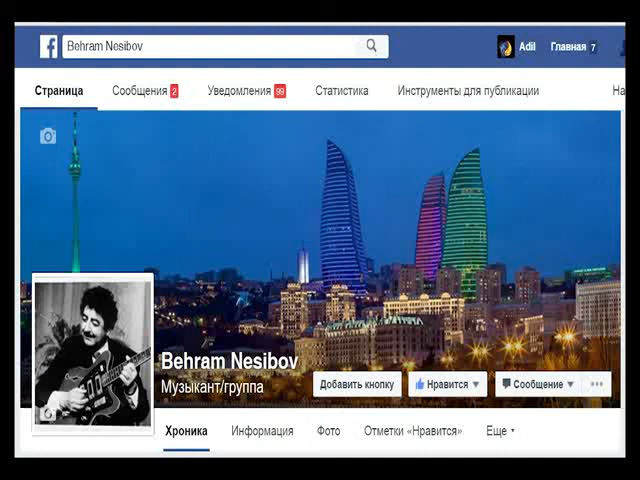 f Behram Nesibov Adil Главная 7
Страница Сообщения 2 Уведомления 99 Статистика Инструменты для публикации На
Behram Nesibov
Музыкант/группа
Добавить кнопку Нравится Сообщение
Хроника Информация Фото Отметки «Нравится» Еще